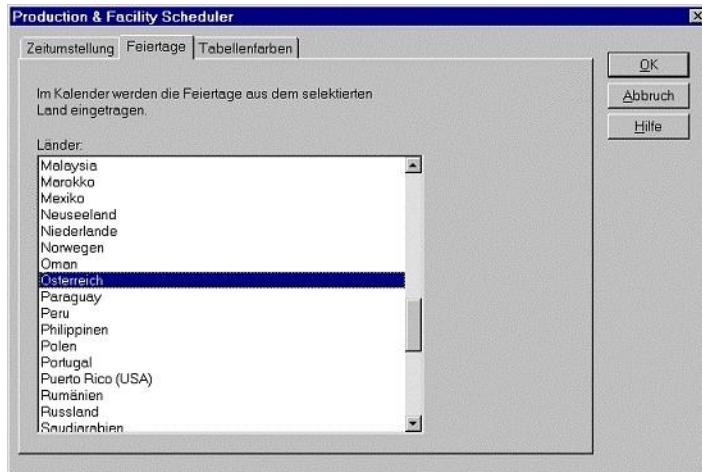 Production & Facility Scheduler
Zeitumstellung
Feiertage
Tabellenfarben
OK
Abbruch
Hilfe
Im Kalender werden die Feiertage aus dem selektierten
Land eingetragen.
Länder:
Malaysia
Marokko
Mexiko
Neuseeland
Niederlande
Norwegen
Oman
Österreich
Paraguay
Peru
Philippinen
Polen
Portugal
Puerto Rico (USA)
Rumänien
Russland
Saudiarabien